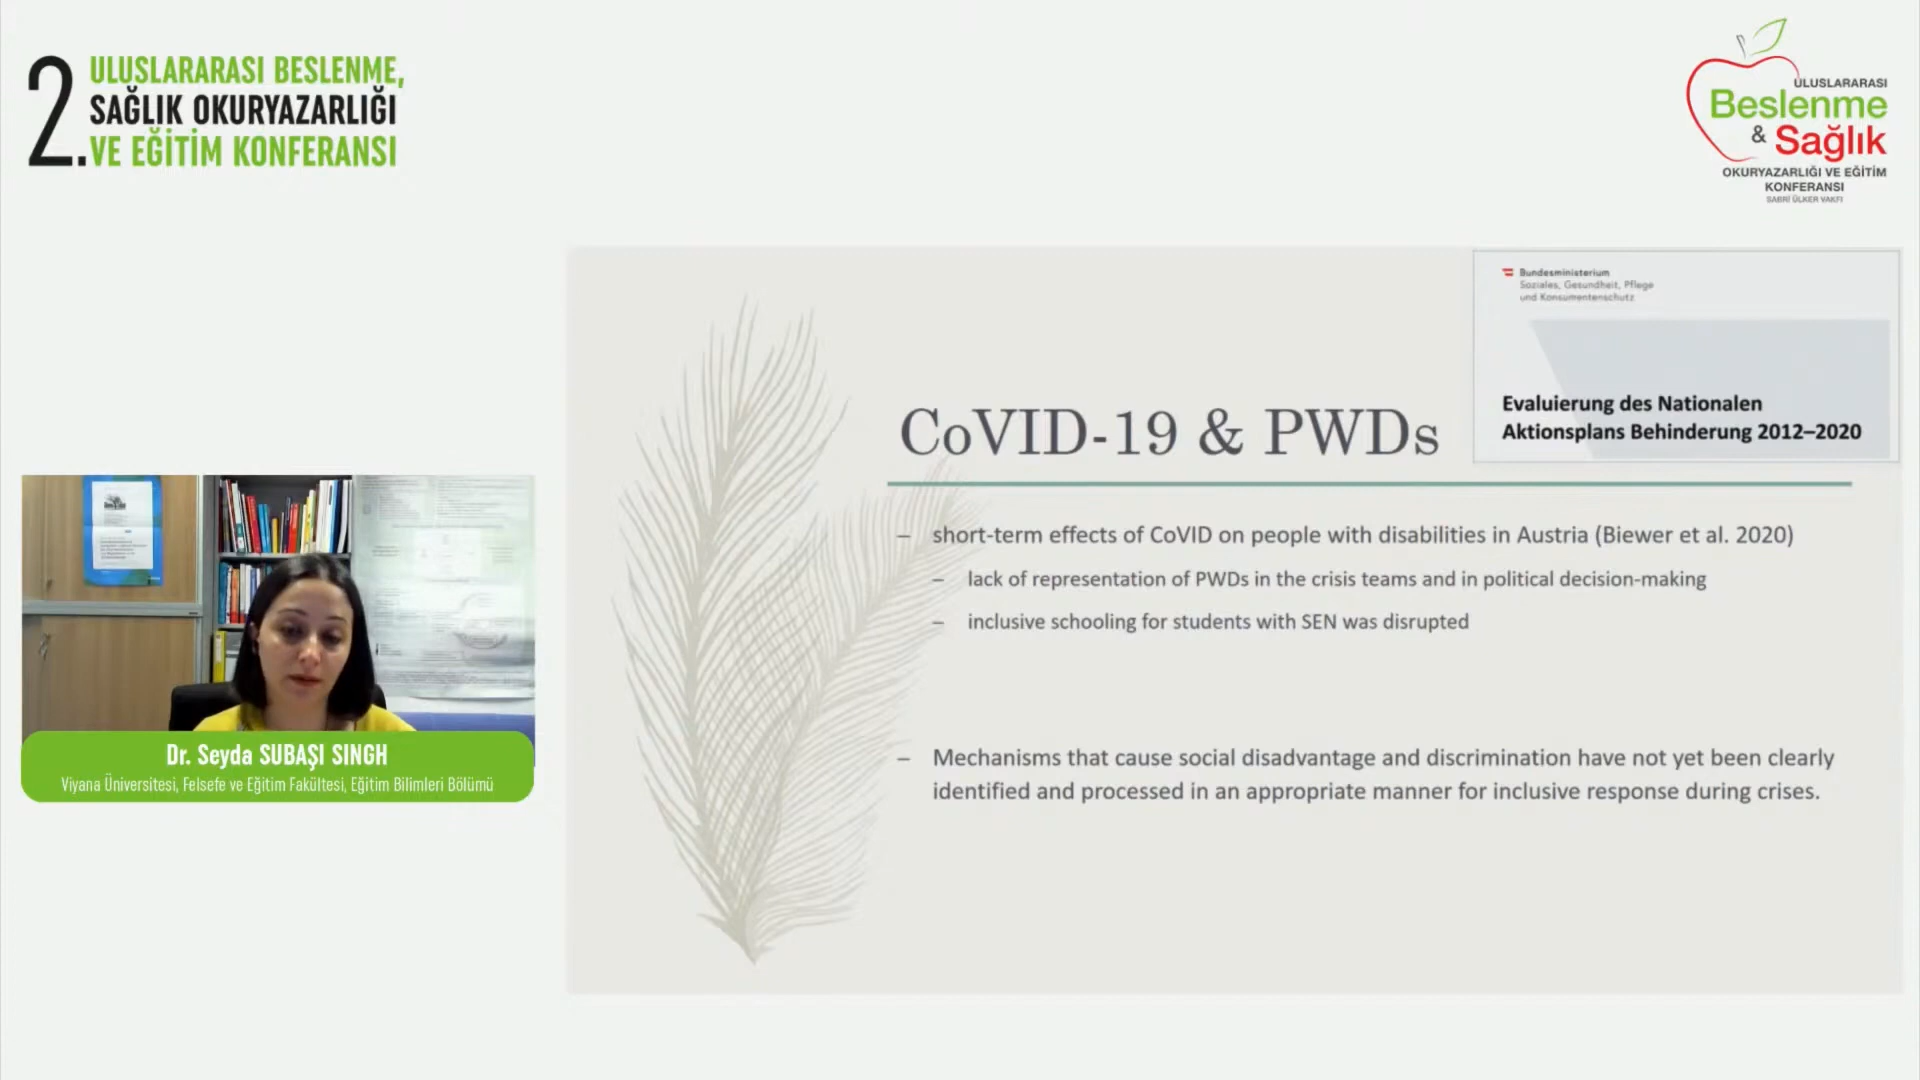 2. ULUSLARARASI BESLENME,
SAĞLIK OKURYAZARLIĞI
VE EĞİTİM KONFERANSI
ULUSLARARASI
Beslenme
& Sağlık
OKURYAZARLIĞI VE EĞİTİM
KONFERANSI
SABRİ ÜLKER VAKFI
Bundesministerium
Soziales, Gesundheit, Pflege
und Konsumentenschutz
Evaluierung des Nationalen
Aktionsplans Behinderung 2012–2020
CoVID-19 & PWDs
– short-term effects of CoVID on people with disabilities in Austria (Biewer et al. 2020)
– lack of representation of PWDs in the crisis teams and in political decision-making
– inclusive schooling for students with SEN was disrupted
– Mechanisms that cause social disadvantage and discrimination have not yet been clearly
identified and processed in an appropriate manner for inclusive response during crises.
Dr. Seyda SUBAŞI SINGH
Viyana Üniversitesi, Felsefe ve Eğitim Fakültesi, Eğitim Bilimleri Bölümü